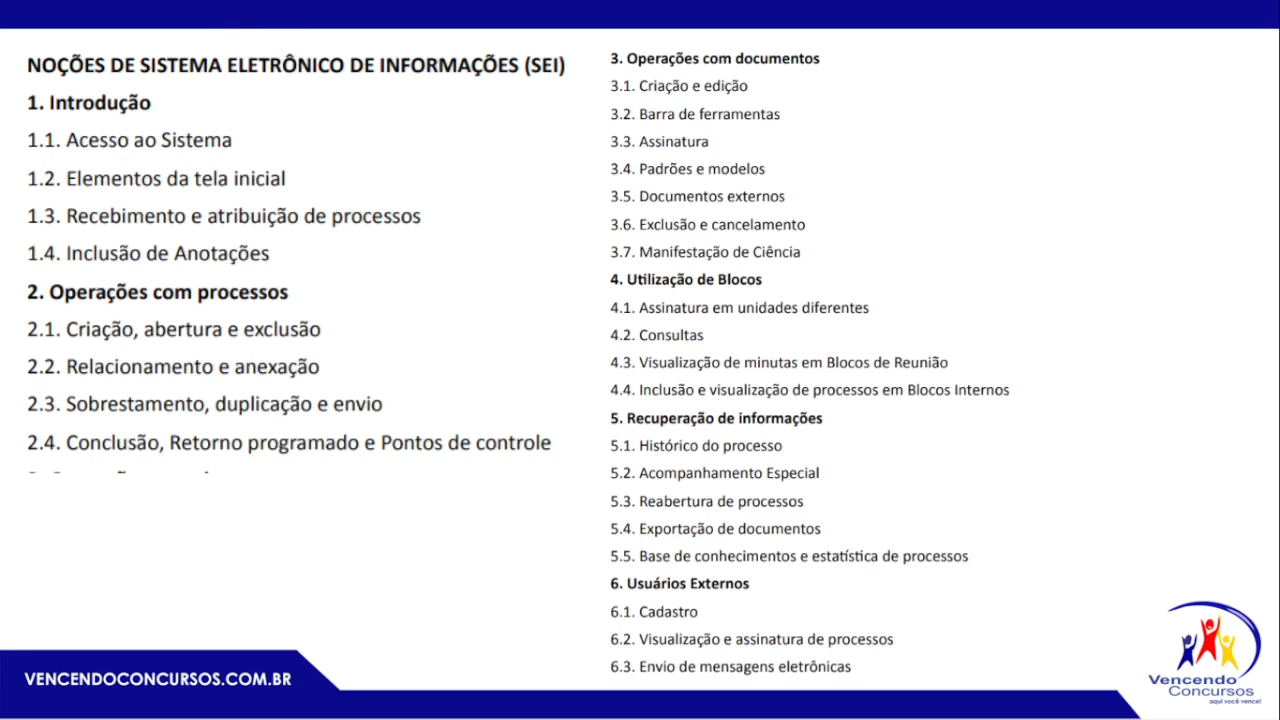 NOÇÕES DE SISTEMA ELETRÔNICO DE INFORMAÇÕES (SEI)
1. Introdução
1.1. Acesso ao Sistema
1.2. Elementos da tela inicial
1.3. Recebimento e atribuição de processos
1.4. Inclusão de Anotações
2. Operações com processos
2.1. Criação, abertura e exclusão
2.2. Relacionamento e anexação
2.3. Sobrestamento, duplicação e envio
2.4. Conclusão, Retorno programado e Pontos de controle
3. Operações com documentos
3.1. Criação e edição
3.2. Barra de ferramentas
3.3. Assinatura
3.4. Padrões e modelos
3.5. Documentos externos
3.6. Exclusão e cancelamento
3.7. Manifestação de Ciência
4. Utilização de Blocos
4.1. Assinatura em unidades diferentes
4.2. Consultas
4.3. Visualização de minutas em Blocos de Reunião
4.4. Inclusão e visualização de processos em Blocos Internos
5. Recuperação de informações
5.1. Histórico do processo
5.2. Acompanhamento Especial
5.3. Reabertura de processos
5.4. Exportação de documentos
5.5. Base de conhecimentos e estatística de processos
6. Usuários Externos
6.1. Cadastro
6.2. Visualização e assinatura de processos
6.3. Envio de mensagens eletrônicas
VENCENDOCONCURSOS.COM.BR
Vencendo
Concursos
aqui você vence!